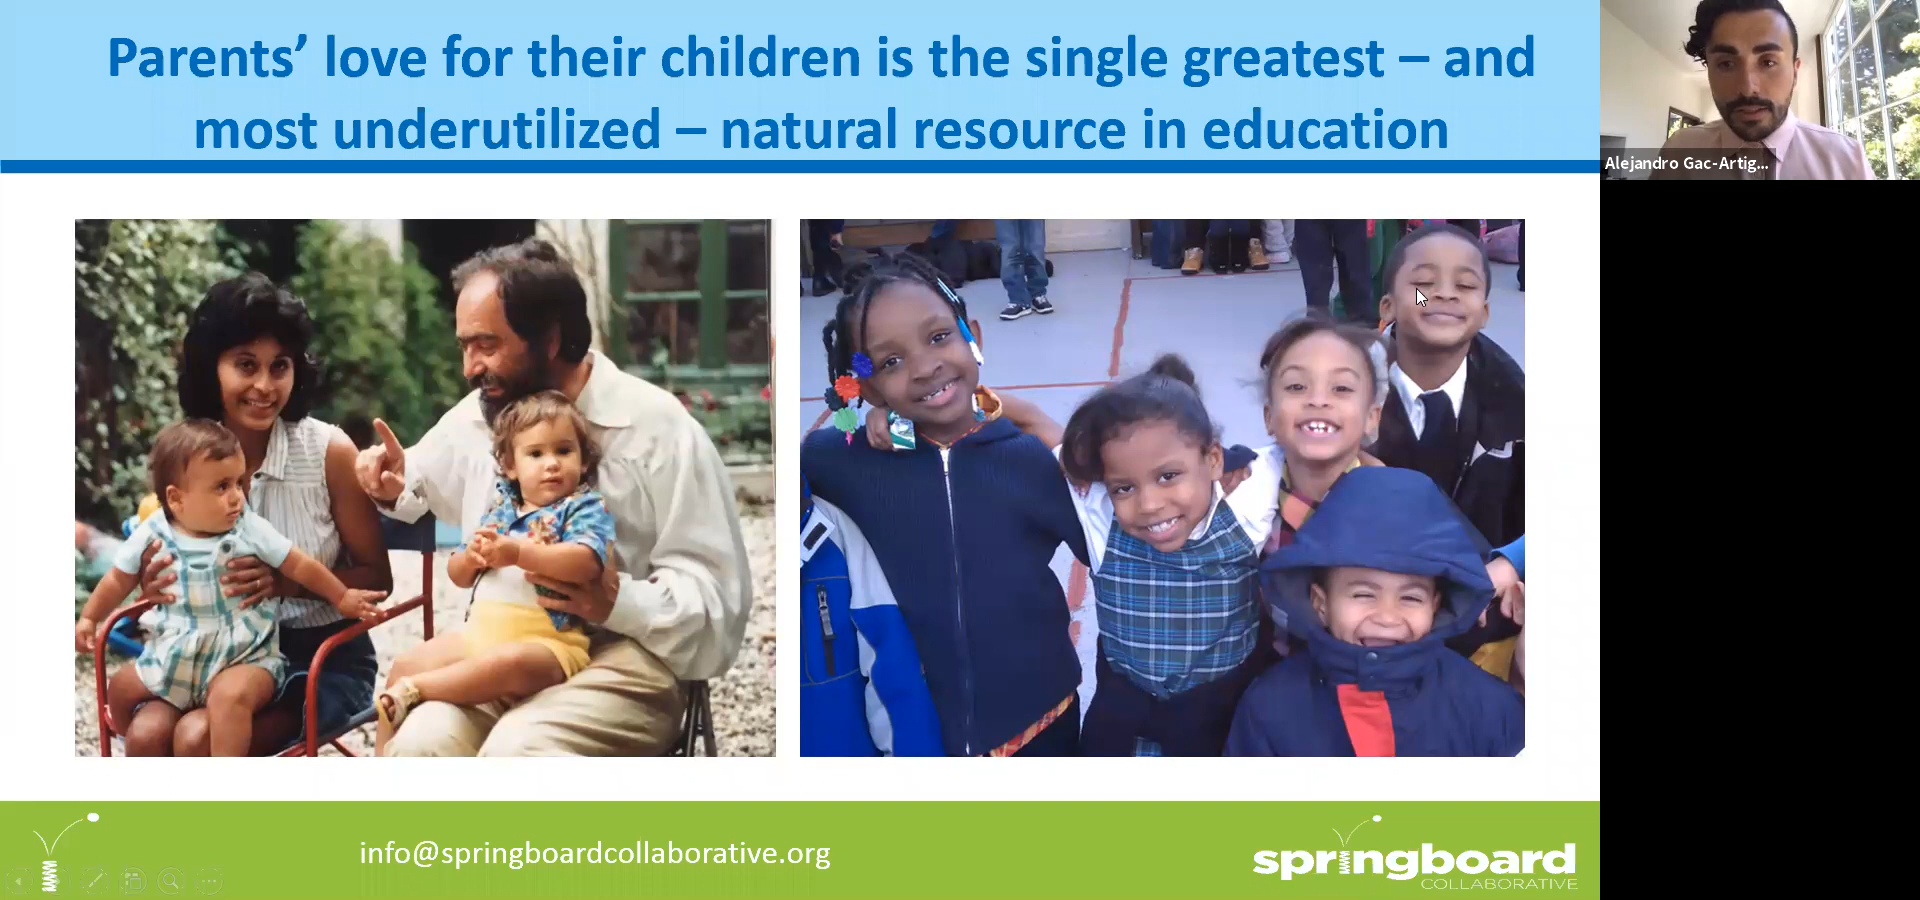 Parents’ love for their children is the single greatest – and
most underutilized – natural resource in education
Alejandro Gac-Artig...
info@springboardcollaborative.org
springboard
COLLABORATIVE